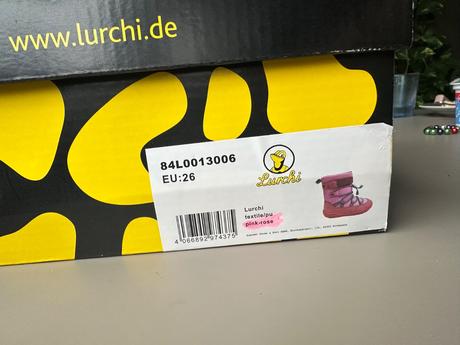 www.lurchi.de
84L0013006
EU:26
Lurchi
Lurchi
textile/pu
pink-rose
4 066892 974375